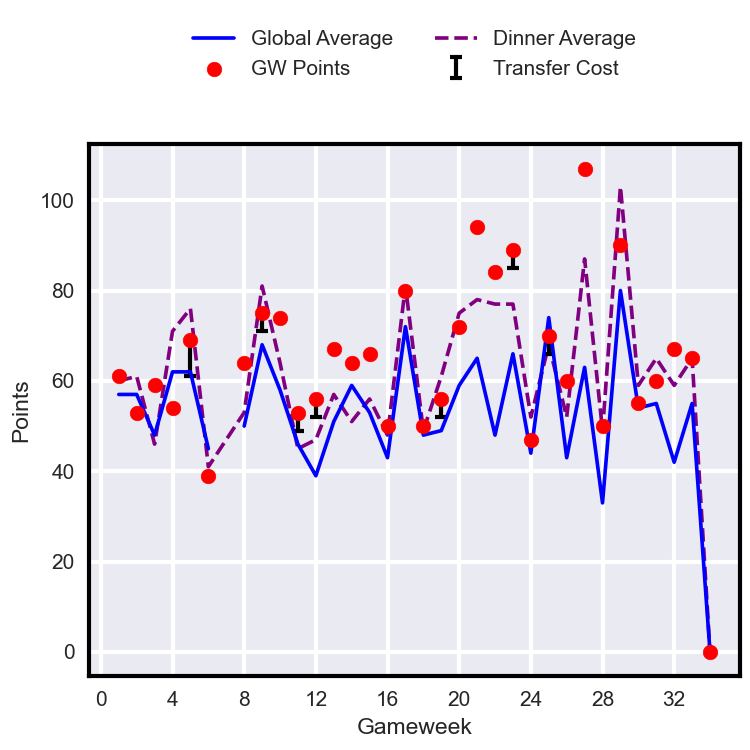 Global Average
Dinner Average
GW Points
Transfer Cost
100
80
60
40
20
0
Points
0 4 8 12 16 20 24 28 32
Gameweek